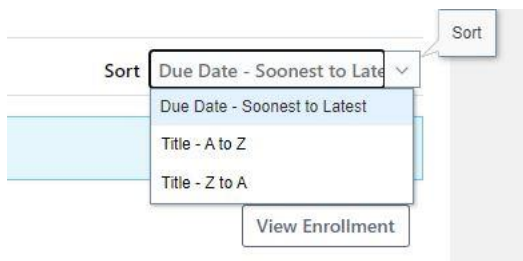 Sort
Sort Due Date - Soonest to Late
Due Date - Soonest to Latest
Title - A to Z
Title - Z to A
View Enrollment